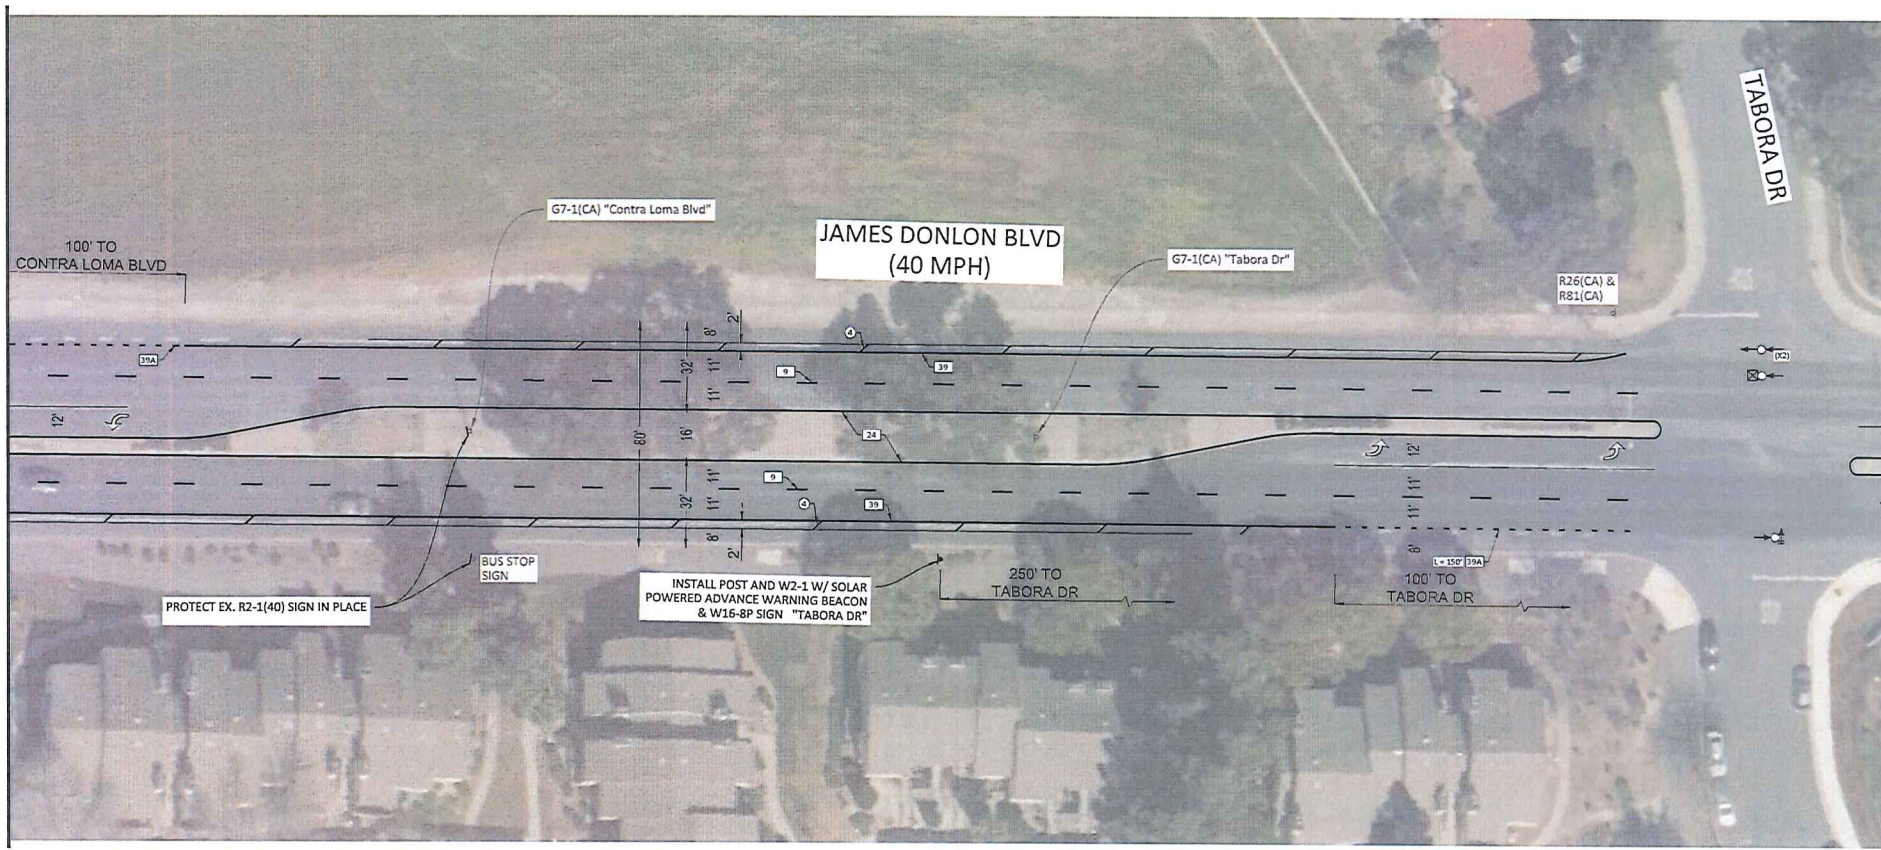 TABORA DR
G7-1(CA) "Contra Loma Blvd"
JAMES DONLON BLVD
(40 MPH)
100' TO
CONTRA LOMA BLVD
G7-1(CA) "Tabora Dr"
R26(CA) &
R81(CA)
2'
8'
4
39A
(X2)
39
32'
11'
9
11'
12'
80'
16'
24
12'
9
11'
11'
32'
11'
11'
4
39
8'
2'
8'
BUS STOP
SIGN
L = 150'
39A
PROTECT EX. R2-1(40) SIGN IN PLACE
INSTALL POST AND W2-1 W/ SOLAR
POWERED ADVANCE WARNING BEACON
& W16-8P SIGN "TABORA DR"
250' TO
TABORA DR
100' TO
TABORA DR